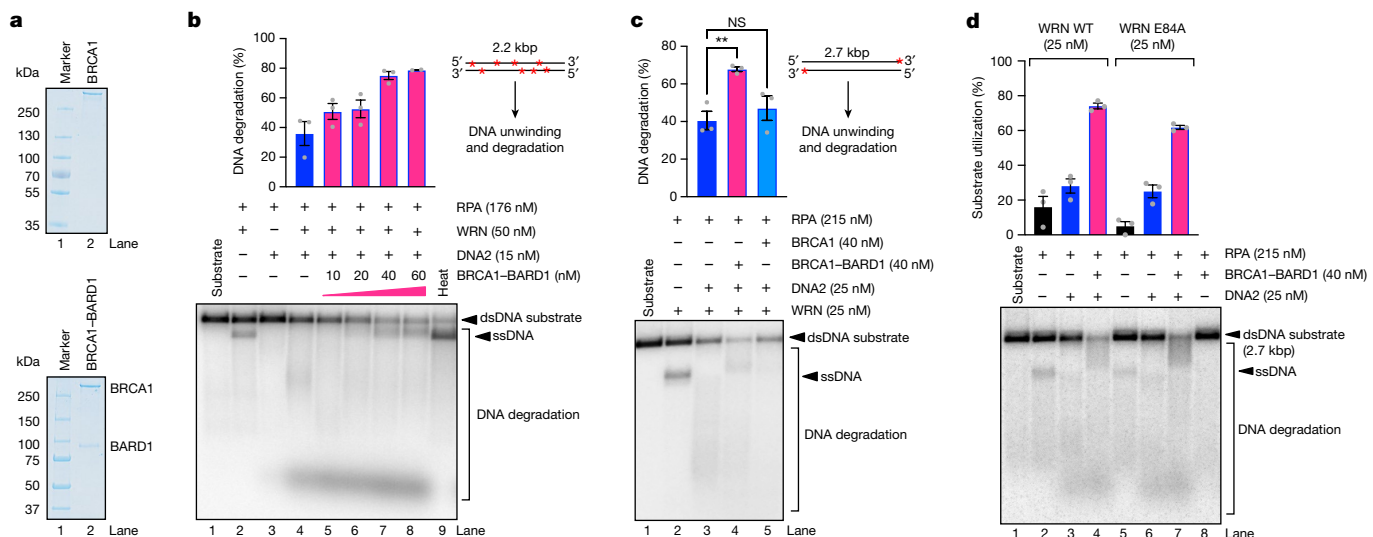 a
kDa
Marker
BRCA1
250
130
100
70
55
35
1 2 Lane
kDa
Marker
BRCA1–BARD1
250
150
100
75
50
37
BRCA1
BARD1
1 2 Lane
b
DNA degradation (%)
100
80
60
40
20
0
2.2 kbp
5′ 3′
3′ 5′
DNA unwinding
and degradation
Substrate
+ + + + + + + RPA (176 nM)
+ − + + + + + WRN (50 nM)
− + + + + + + DNA2 (15 nM)
− − − 10 20 40 60 BRCA1–BARD1 (nM)
Heat
dsDNA substrate
ssDNA
DNA degradation
1 2 3 4 5 6 7 8 9 Lane
c
DNA degradation (%)
80
60
40
20
0
NS
**
2.7 kbp
5′ 3′
3′ 5′
DNA unwinding
and degradation
Substrate
+ + + + RPA (215 nM)
− − − + BRCA1 (40 nM)
− − + − BRCA1–BARD1 (40 nM)
− + + + DNA2 (25 nM)
+ + + + WRN (25 nM)
dsDNA substrate
ssDNA
DNA degradation
1 2 3 4 5 Lane
d
WRN WT
(25 nM)
WRN E84A
(25 nM)
Substrate utilization (%)
100
80
60
40
20
0
Substrate
+ + + + + + + RPA (215 nM)
− − + − − + + BRCA1–BARD1 (40 nM)
− + + − + + + DNA2 (25 nM)
dsDNA substrate
(2.7 kbp)
ssDNA
DNA degradation
1 2 3 4 5 6 7 8 Lane